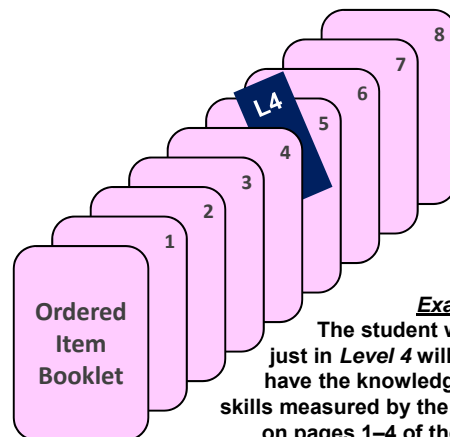 8
7
6
L4
5
4
3
2
1
Ordered
Item
Booklet
The student
just in Level 4 will
have the
skills measured by the
on pages 1–4 of the